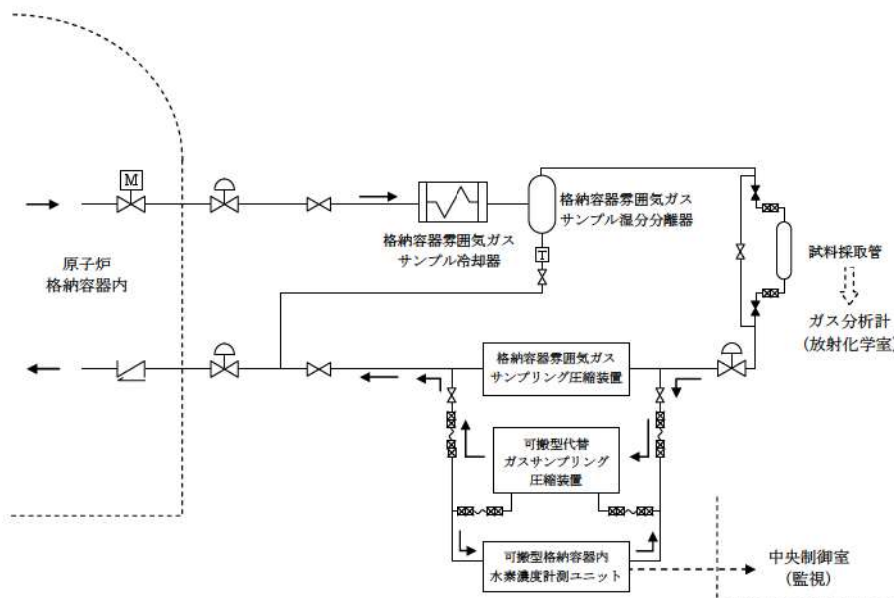 M
格納容器雰囲気ガス
サンプル湿分分離器
格納容器雰囲気ガス
サンプル冷却器
T
原子炉
格納容器内
試料採取管
ガス分析計
(放射化学室)
格納容器雰囲気ガス
サンプリング圧縮装置
可搬型代替
ガスサンプリング
圧縮装置
可搬型格納容器内
水素濃度計測ユニット
中央制御室
(監視)